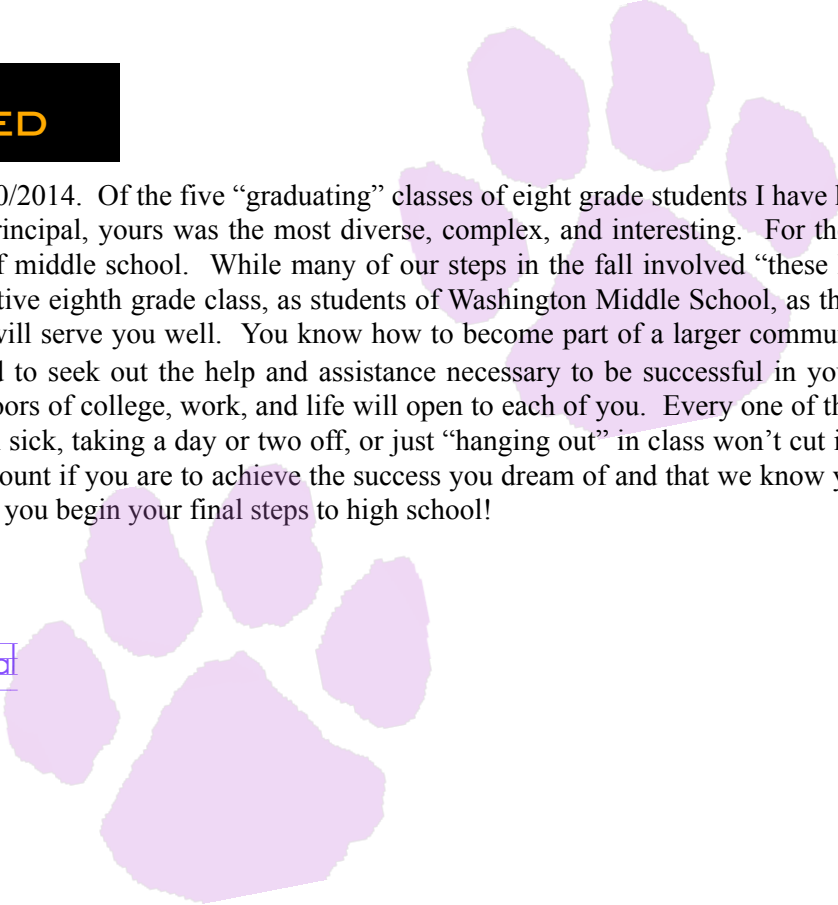 ED
0/2014. Of the five “graduating” classes of eight grade students I have
rincipal, yours was the most diverse, complex, and interesting. For th
f middle school. While many of our steps in the fall involved “these
tive eighth grade class, as students of Washington Middle School, as th
will serve you well. You know how to become part of a larger commu
d to seek out the help and assistance necessary to be successful in yo
oors of college, work, and life will open to each of you. Every one of th
sick, taking a day or two off, or just “hanging out” in class won’t cut i
ount if you are to achieve the success you dream of and that we know y
you begin your final steps to high school!
al